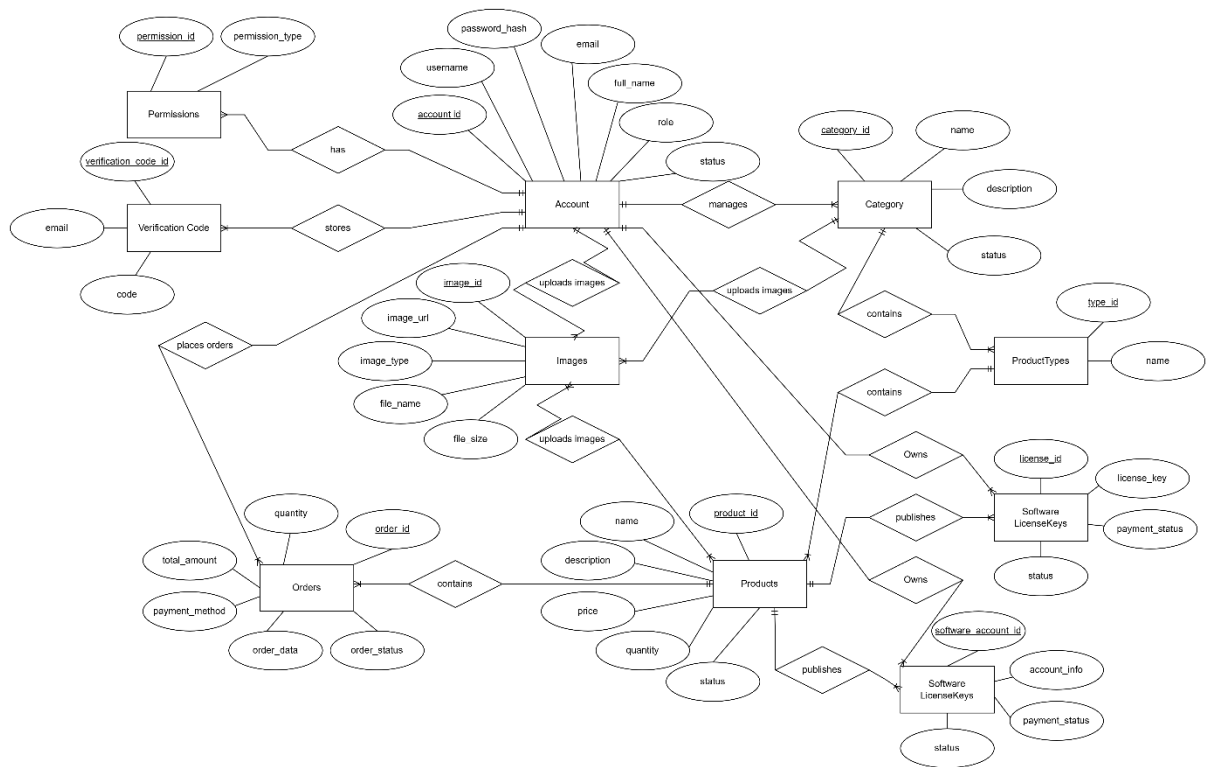 password_hash
email
permission_id
permission_type
username
full_name
account id
role
Permissions
category_id
name
verification_code_id
has
status
Account
manages
Category
description
email
Verification Code
stores
status
code
image_id
uploads images
uploads images
type_id
image_url
contains
places orders
image_type
Images
ProductTypes
name
file_name
contains
file_size
uploads images
Owns
license_id
license_key
quantity
name
product_id
publishes
Software
LicenseKeys
payment_status
order_id
total_amount
description
status
Orders
contains
Products
Owns
payment_method
price
order_data
order_status
quantity
software_account_id
status
publishes
Software
LicenseKeys
account_info
payment_status
status